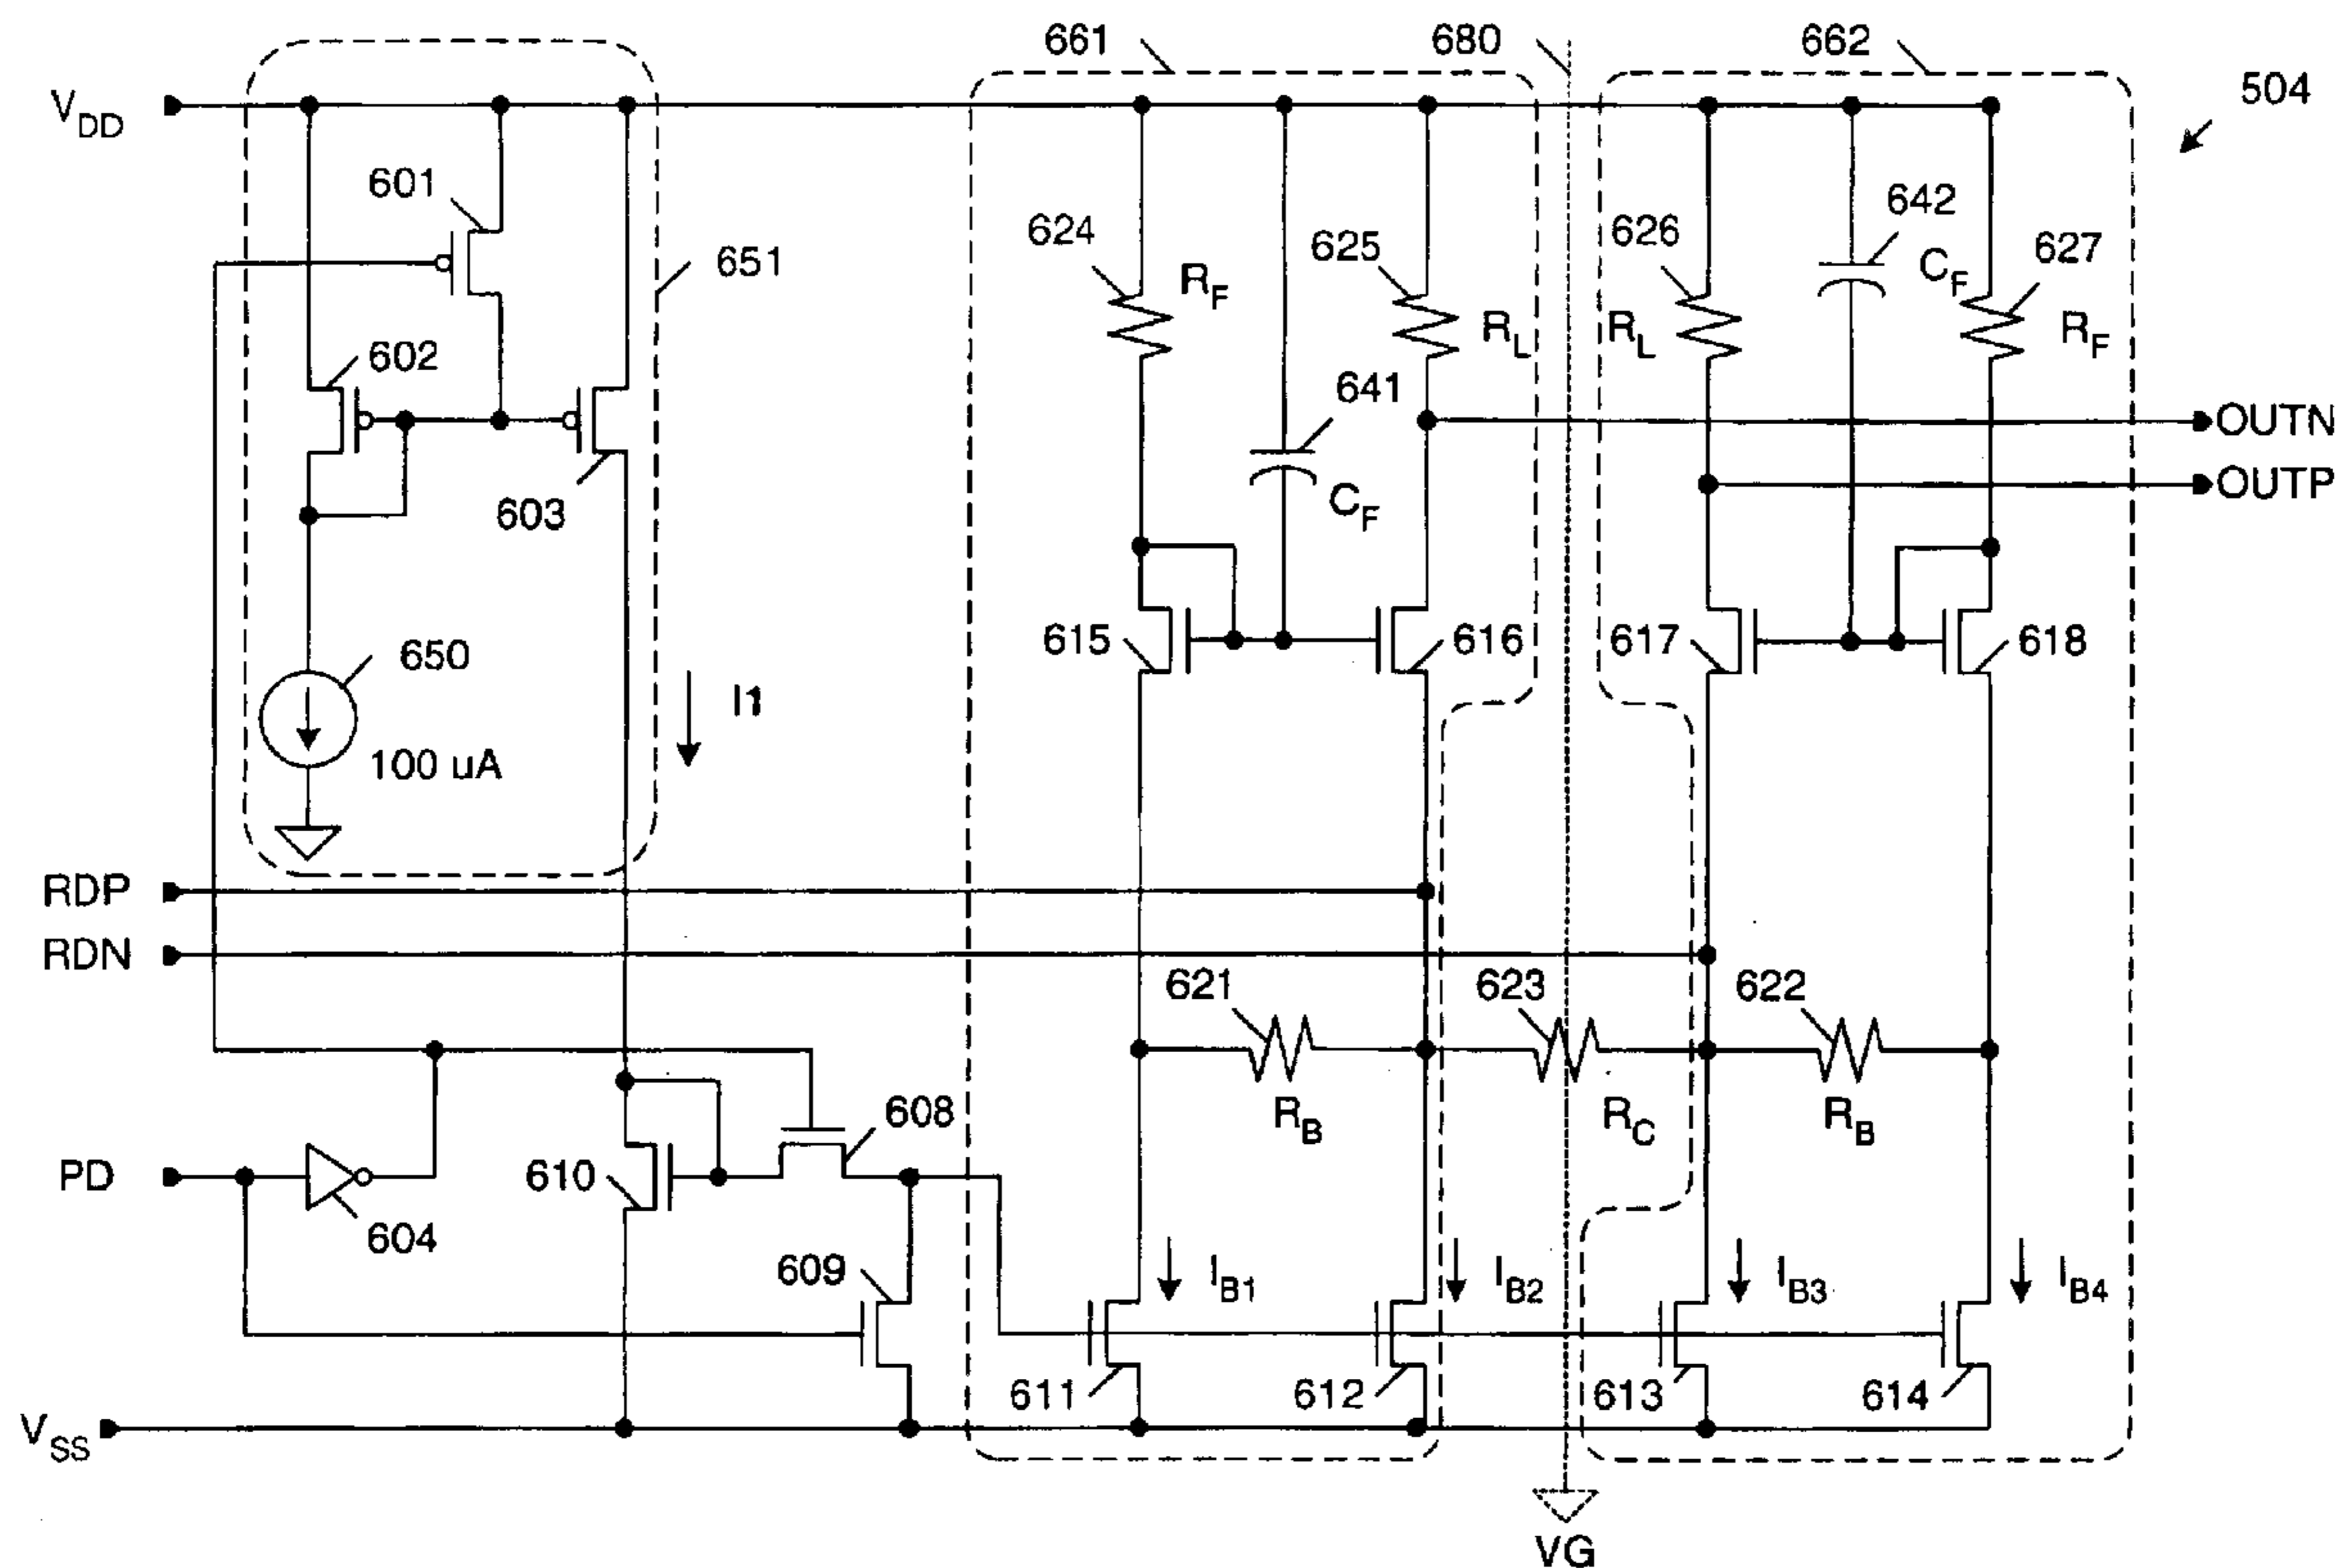 661
680
662
504
V_DD
601
642
624
R_F
625
626
C_F
627
651
R_L
R_L
R_F
602
641
OUTN
OUTP
603
C_F
615
616
617
618
650
I1
100 uA
RDP
RDN
621
623
622
608
R_B
R_C
R_B
PD
610
604
609
I_B1
I_B2
I_B3
I_B4
611
612
613
614
V_SS
VG